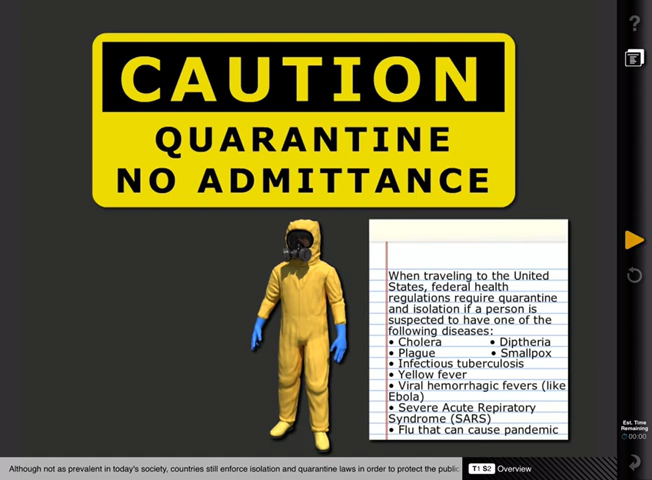 CAUTION
QUARANTINE
NO ADMITTANCE
When traveling to the United
States, federal health
regulations require quarantine
and isolation if a person is
suspected to have one of the
following diseases:
• Cholera • Diptheria
• Plague • Smallpox
• Infectious tuberculosis
• Yellow fever
• Viral hemorrhagic fevers (like
Ebola)
• Severe Acute Repiratory
Syndrome (SARS)
• Flu that can cause pandemic
?
Est. Time
Remaining
00:00
Although not as prevalent in today's society, countries still enforce isolation and quarantine laws in order to protect the public
T1 S2 Overview